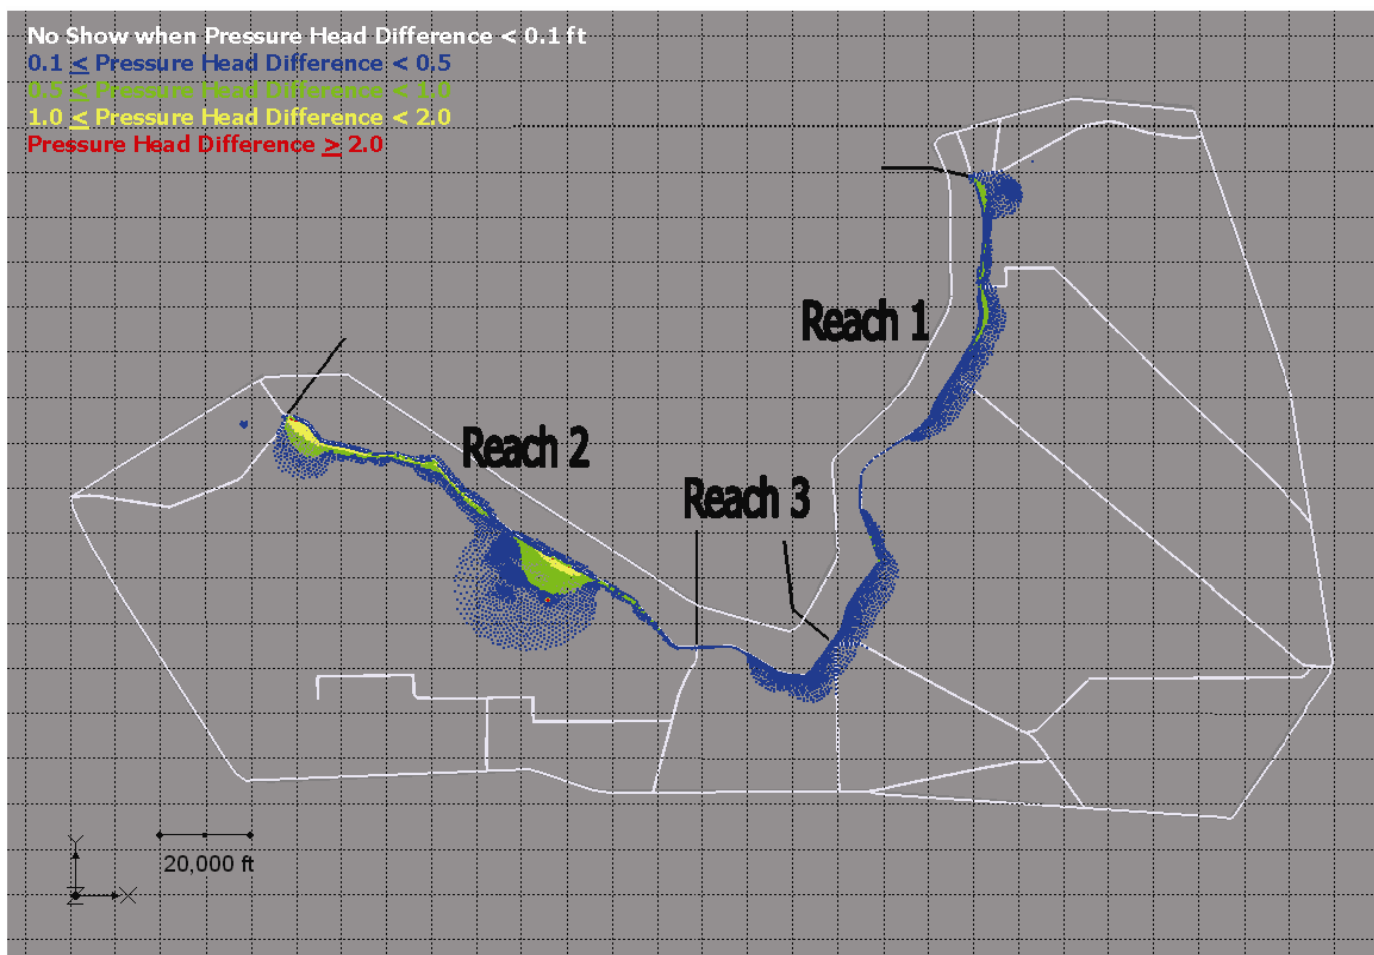 No Show when Pressure Head Difference < 0.1 ft
0.1 ≤ Pressure Head Difference < 0.5
0.5 ≤ Pressure Head Difference < 1.0
1.0 ≤ Pressure Head Difference < 2.0
Pressure Head Difference ≥ 2.0
Reach 1
Reach 2
Reach 3
Y
20,000 ft
Z
X